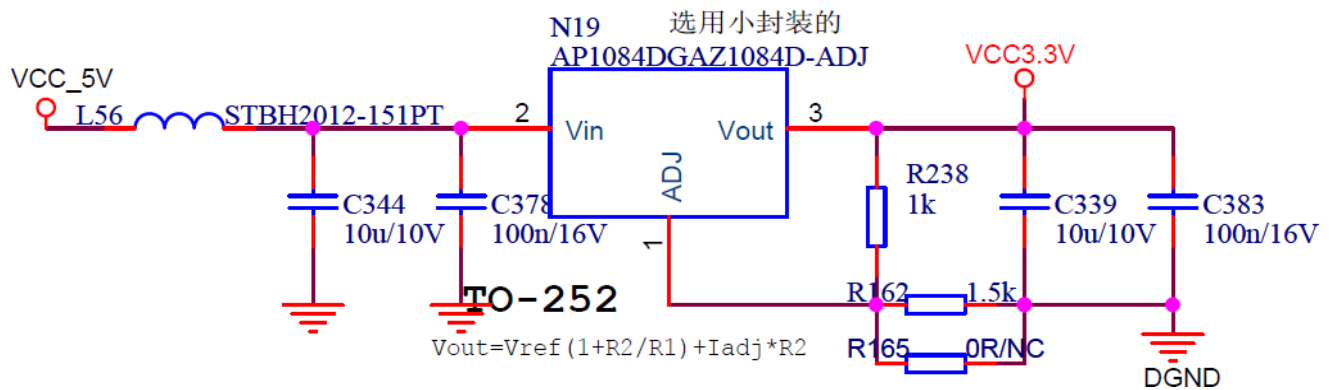 N19
选用小封装的
AP1084DGAZ1084D-ADJ
VCC3.3V
VCC_5V
L56
STBH2012-151PT
2
Vin
Vout
3
ADJ
1
R238
1k
C344
10u/10V
C378
100n/16V
C339
10u/10V
C383
100n/16V
TO-252
R162
1.5k
Vout=Vref(1+R2/R1)+Iadj*R2
R165
0R/NC
DGND